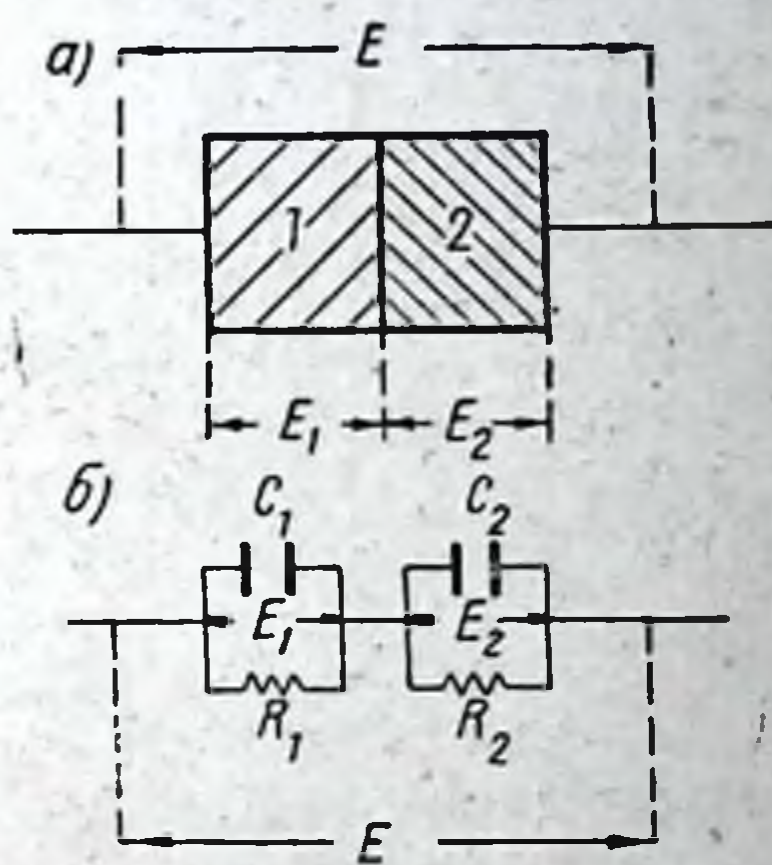 а) E
1 2
E₁ E₂
б) C₁ C₂
E₁ E₂
R₁ R₂
E